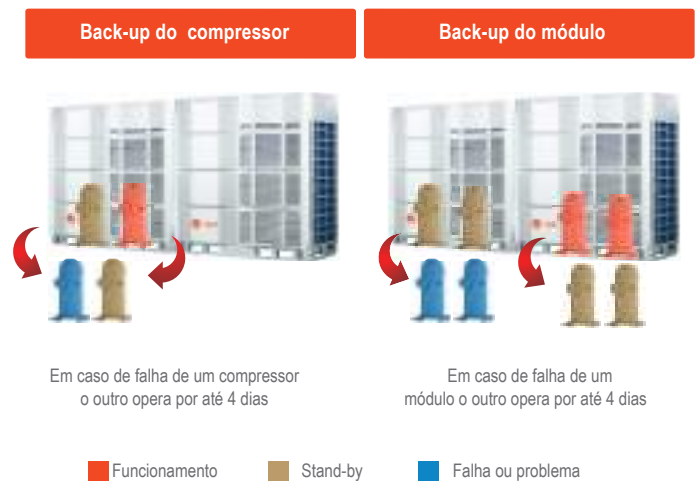 Back-up do compressor
Back-up do módulo
Em caso de falha de um compressor
o outro opera por até 4 dias
Em caso de falha de um
módulo o outro opera por até 4 dias
Funcionamento
Stand-by
Falha ou problema